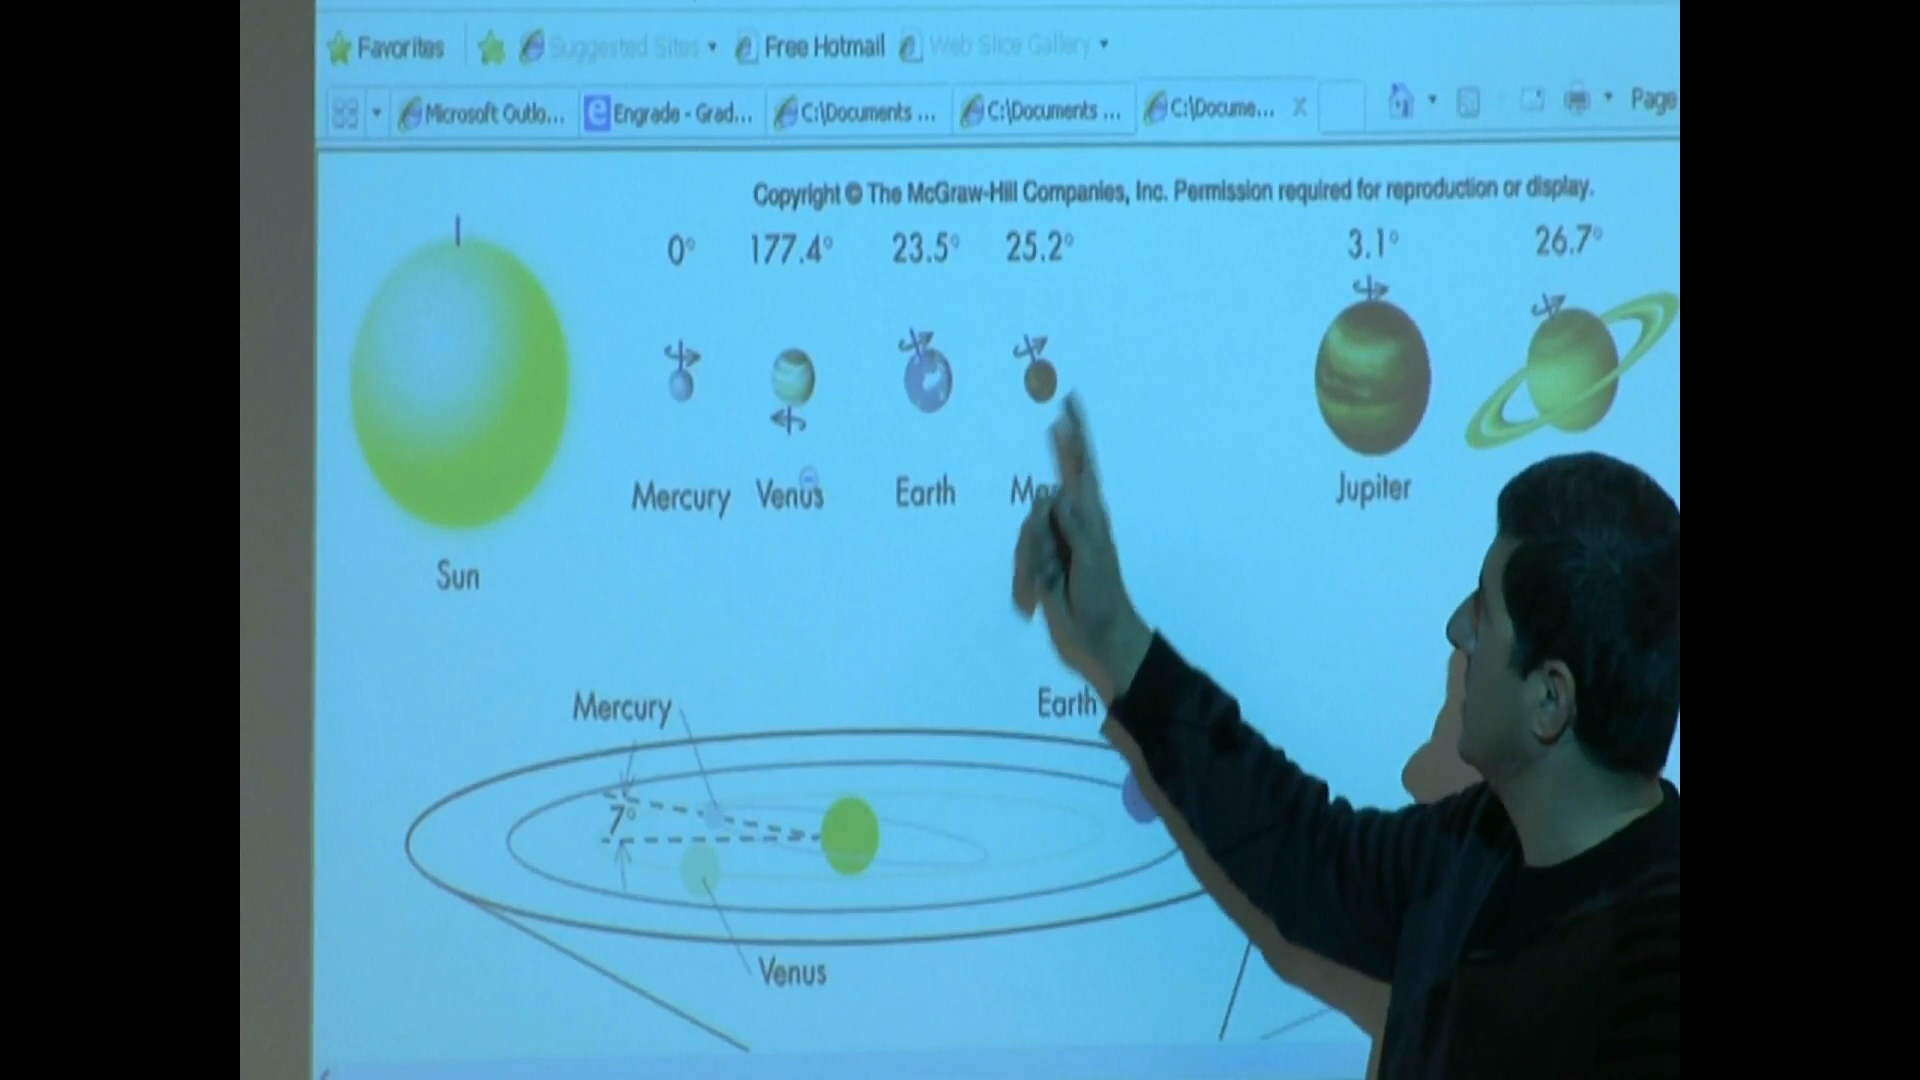 Favorites Suggested Sites Free Hotmail Web Slice Gallery
Microsoft Outlo... Engrade - Grad... C:\Documents ... C:\Documents ... C:\Docume... X Page
Copyright © The McGraw-Hill Companies, Inc. Permission required for reproduction or display.
0° 177.4° 23.5° 25.2° 3.1° 26.7°
Mercury Venus Earth Jupiter
Sun
Mercury Earth
7°
Venus